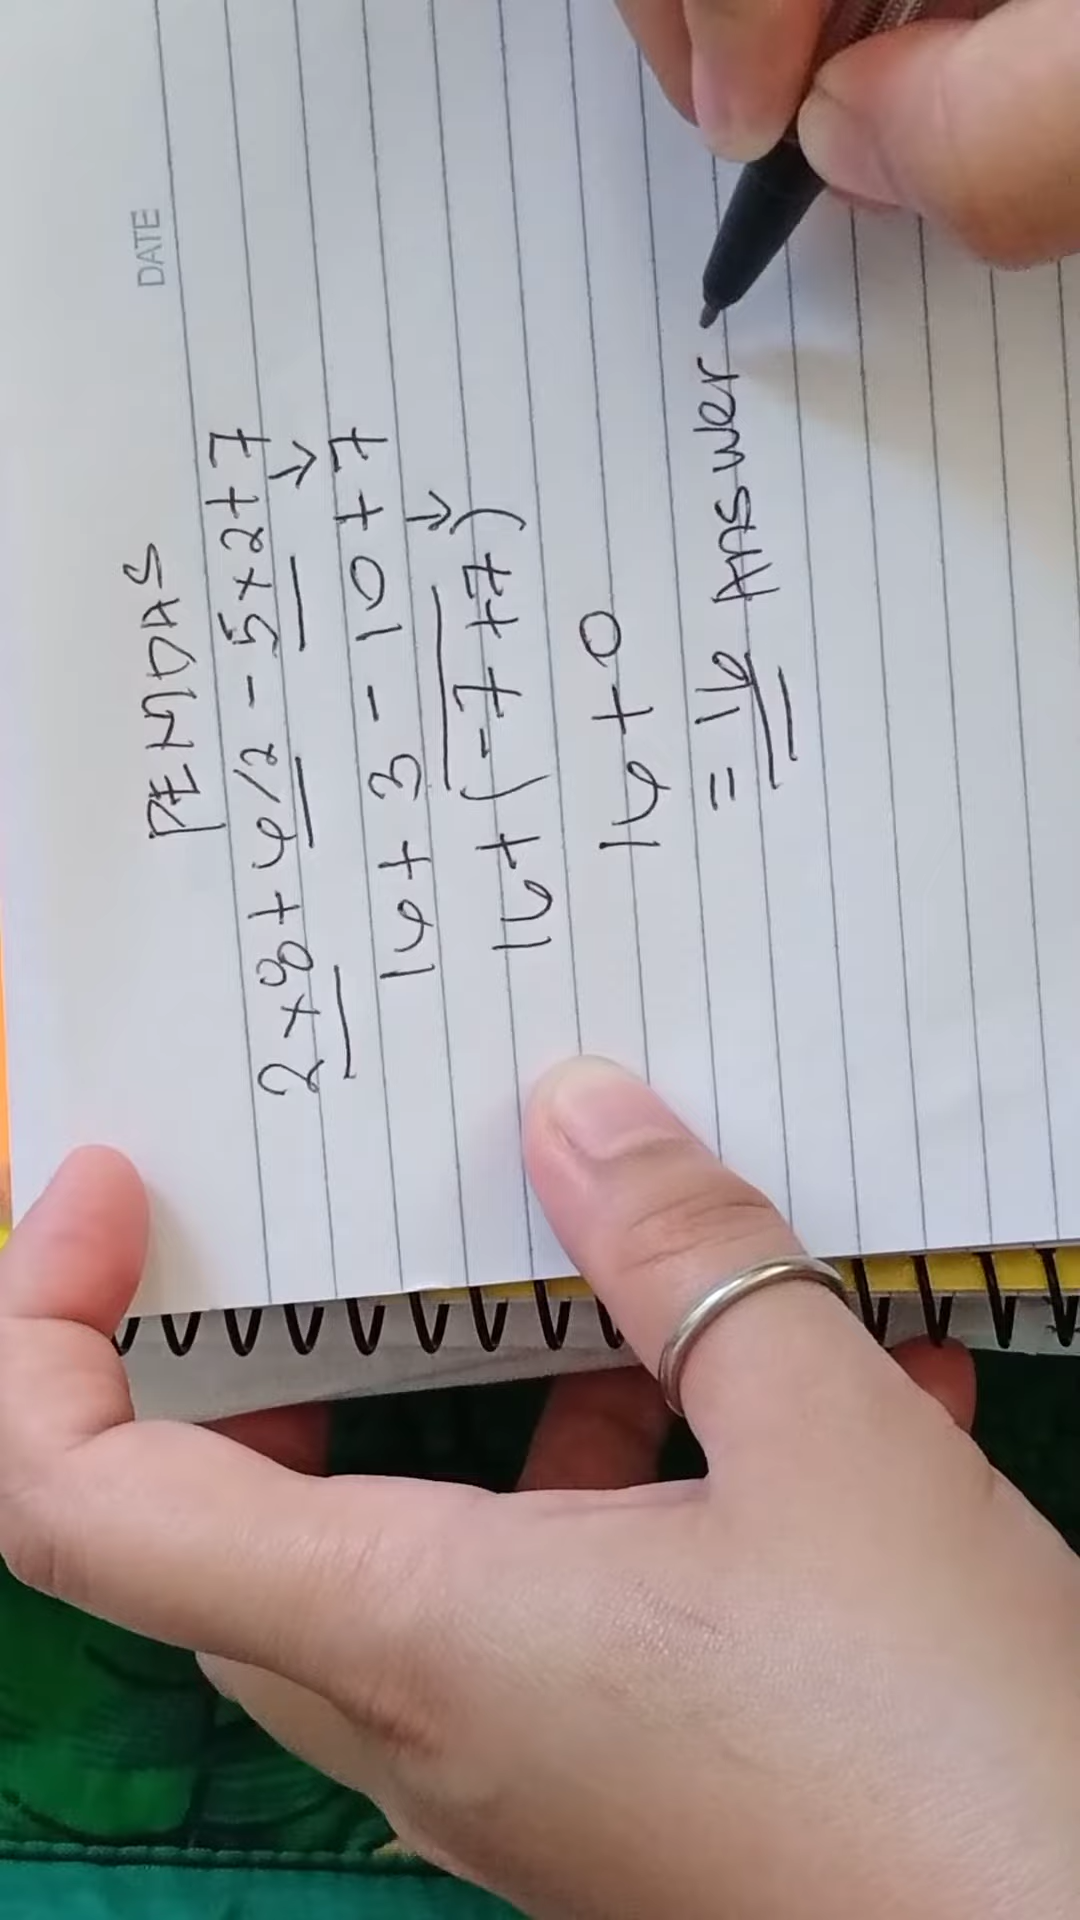 DATE
PEMDAS
2 x 8 + 6/2 - 5 x 2 + 7
16 + 3 - 10 + 7
16 + (-7 + 7)
16 + 0
= 16 Answer